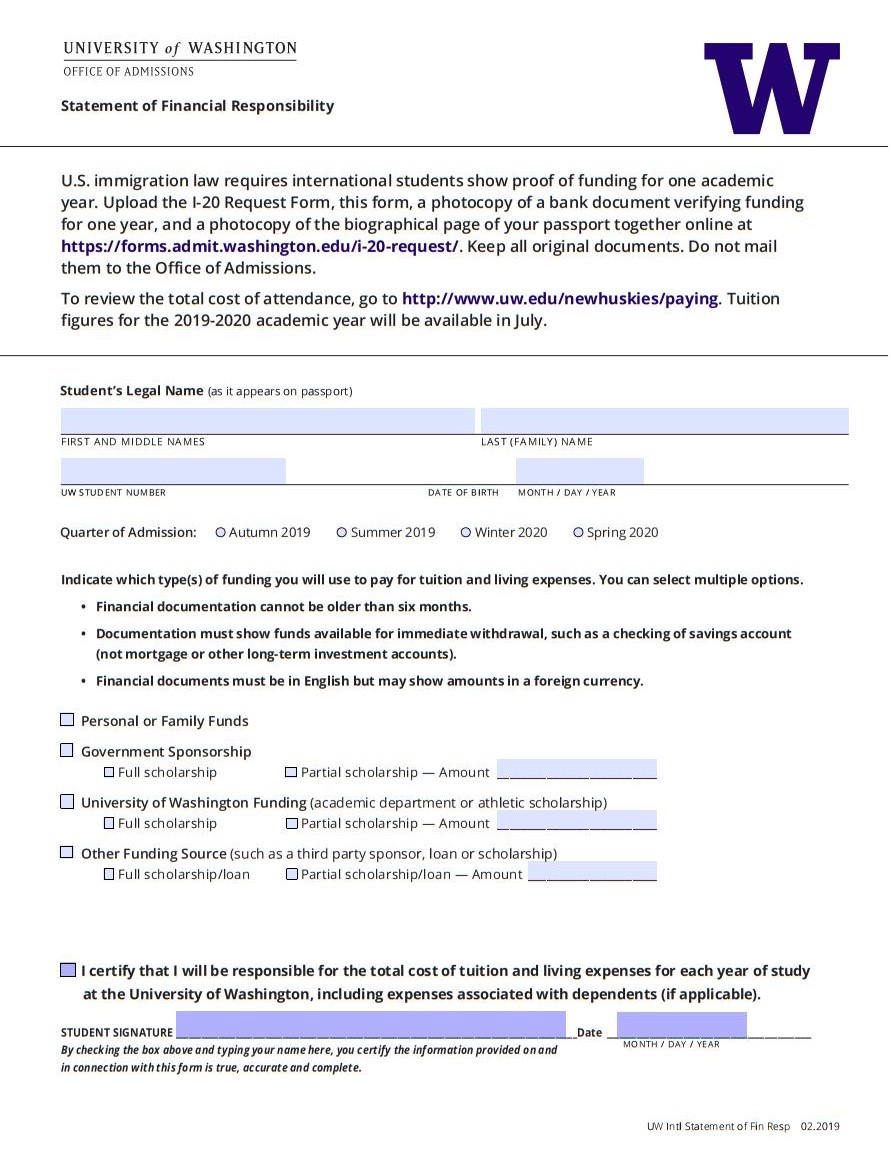 UNIVERSITY of WASHINGTON
OFFICE OF ADMISSIONS
Statement of Financial Responsibility
W
U.S. immigration law requires international students show proof of funding for one academic
year. Upload the I-20 Request Form, this form, a photocopy of a bank document verifying funding
for one year, and a photocopy of the biographical page of your passport together online at
https://forms.admit.washington.edu/i-20-request/. Keep all original documents. Do not mail
them to the Office of Admissions.
To review the total cost of attendance, go to http://www.uw.edu/newhuskies/paying. Tuition
figures for the 2019-2020 academic year will be available in July.
Student's Legal Name (as it appears on passport)
FIRST AND MIDDLE NAMES LAST (FAMILY) NAME
UW STUDENT NUMBER DATE OF BIRTH MONTH / DAY / YEAR
Quarter of Admission: Autumn 2019 Summer 2019 Winter 2020 Spring 2020
Indicate which type(s) of funding you will use to pay for tuition and living expenses. You can select multiple options.
• Financial documentation cannot be older than six months.
• Documentation must show funds available for immediate withdrawal, such as a checking of savings account
(not mortgage or other long-term investment accounts).
• Financial documents must be in English but may show amounts in a foreign currency.
Personal or Family Funds
Government Sponsorship
Full scholarship Partial scholarship — Amount
University of Washington Funding (academic department or athletic scholarship)
Full scholarship Partial scholarship — Amount
Other Funding Source (such as a third party sponsor, loan or scholarship)
Full scholarship/loan Partial scholarship/loan — Amount
I certify that I will be responsible for the total cost of tuition and living expenses for each year of study
at the University of Washington, including expenses associated with dependents (if applicable).
STUDENT SIGNATURE Date
MONTH / DAY / YEAR
By checking the box above and typing your name here, you certify the information provided on and
in connection with this form is true, accurate and complete.
UW Intl Statement of Fin Resp 02.2019